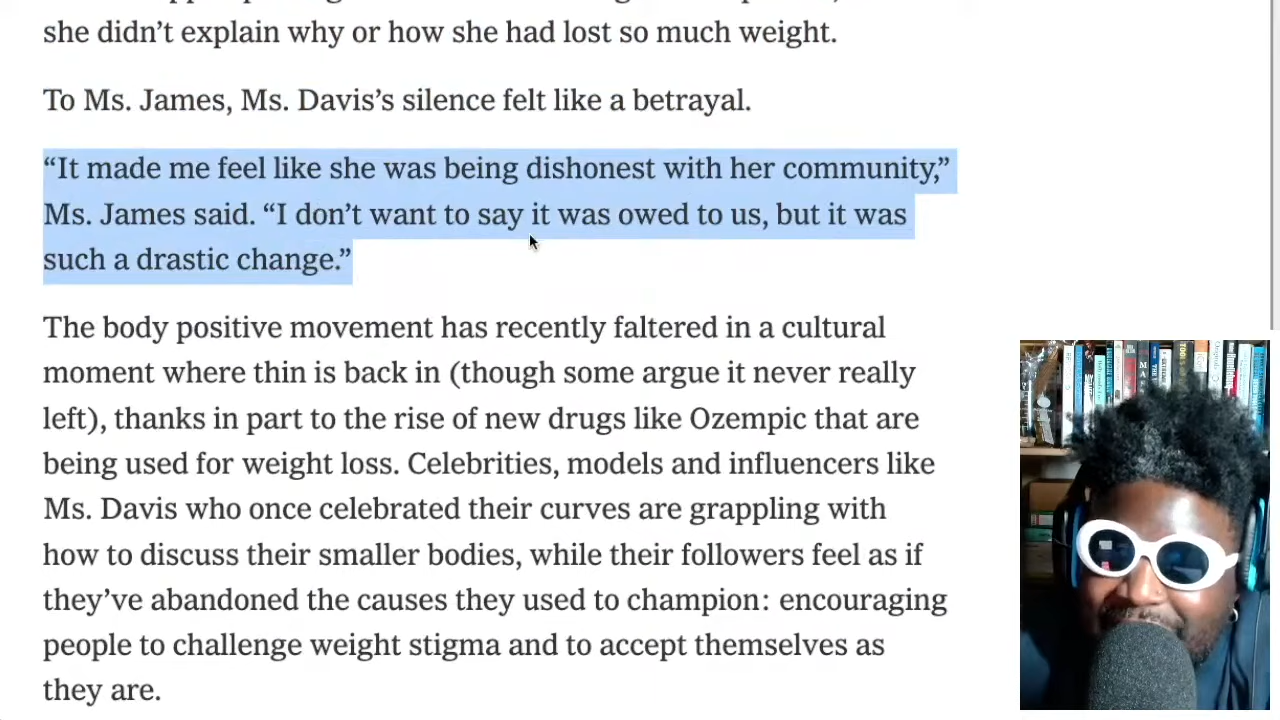 she didn’t explain why or how she had lost so much weight.
To Ms. James, Ms. Davis’s silence felt like a betrayal.
“It made me feel like she was being dishonest with her community,”
Ms. James said. “I don’t want to say it was owed to us, but it was
such a drastic change.”
The body positive movement has recently faltered in a cultural
moment where thin is back in (though some argue it never really
left), thanks in part to the rise of new drugs like Ozempic that are
being used for weight loss. Celebrities, models and influencers like
Ms. Davis who once celebrated their curves are grappling with
how to discuss their smaller bodies, while their followers feel as if
they’ve abandoned the causes they used to champion: encouraging
people to challenge weight stigma and to accept themselves as
they are.